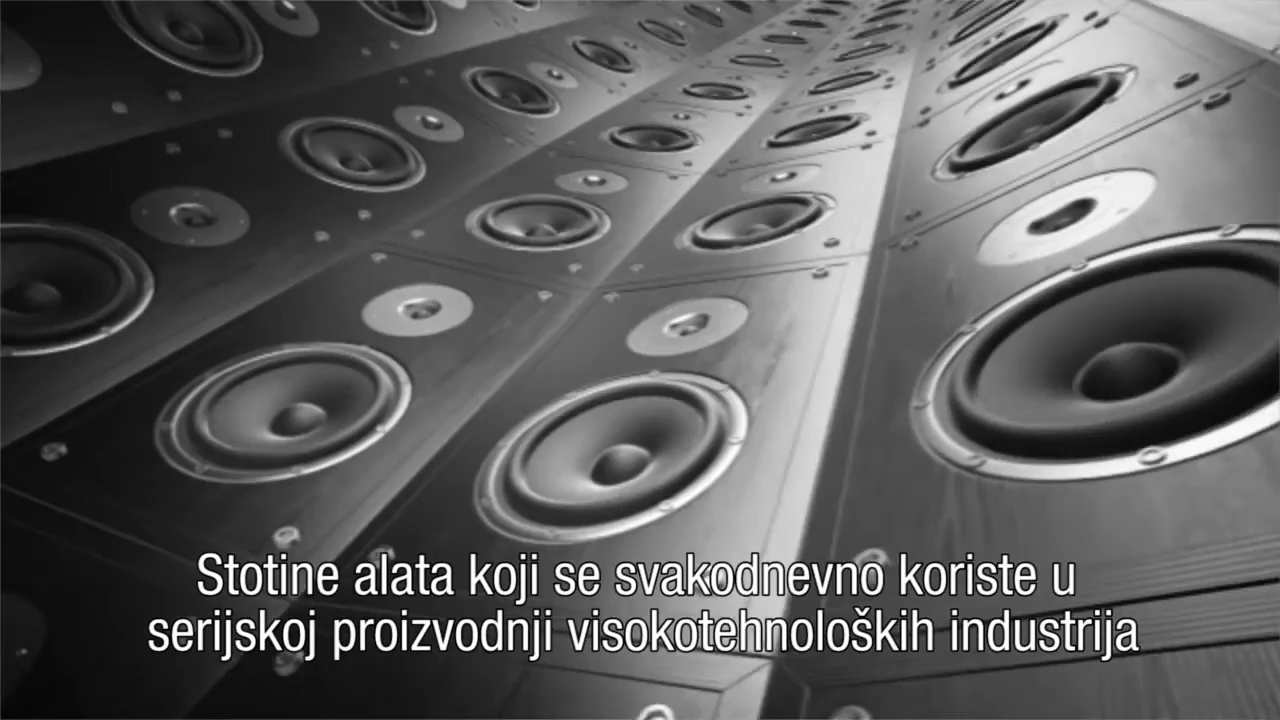 Stotine alata koji se svakodnevno koriste u
serijskoj proizvodnji visokotehnoloških industrija